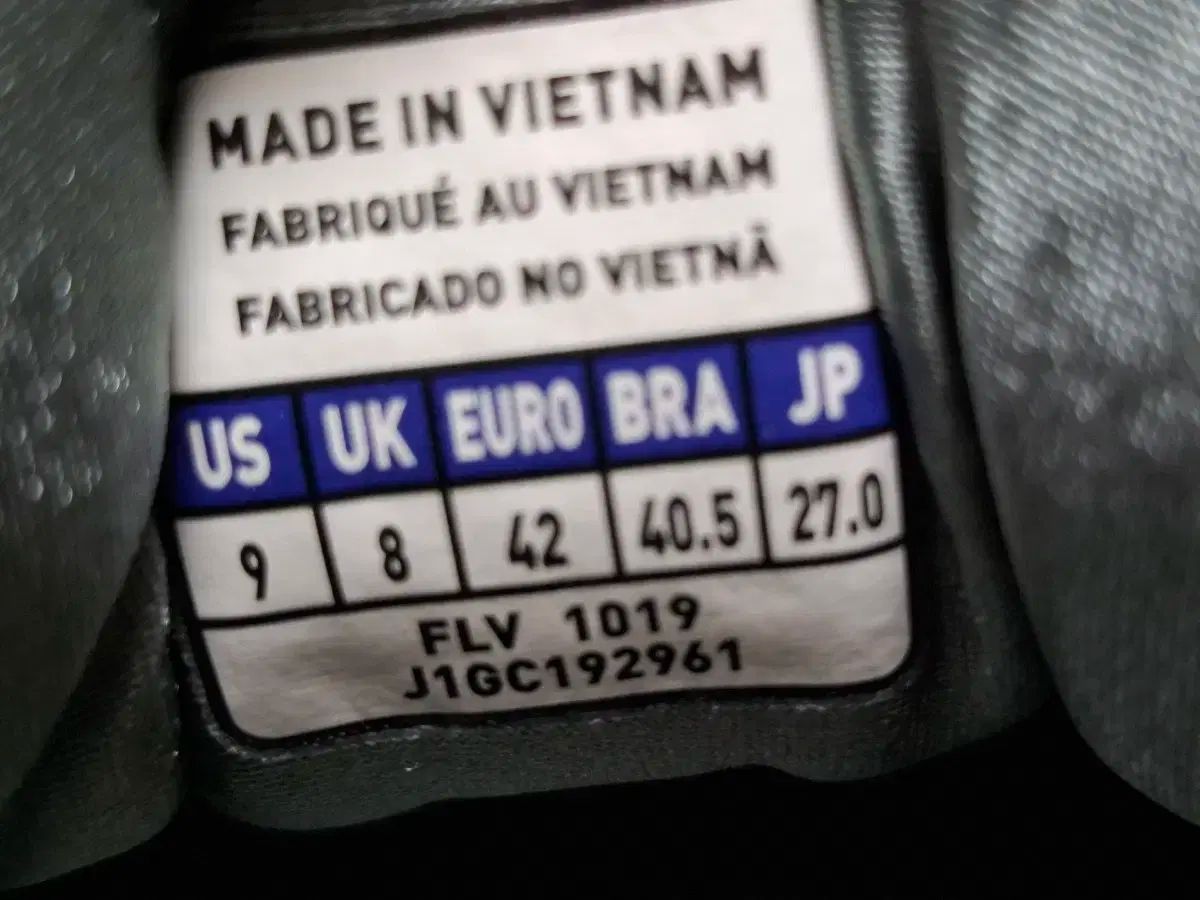 MADE IN VIETNAM
FABRIQUÉ AU VIETNAM
FABRICADO NO VIETNÃ
US UK EURO BRA JP
9 8 42 40.5 27.0
FLV 1019
J1GC192961